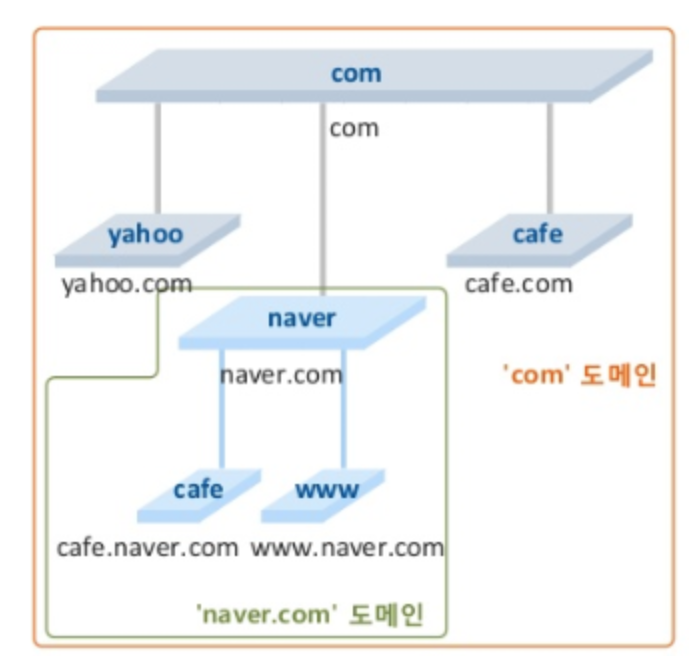 com
com
yahoo
cafe
yahoo.com
cafe.com
naver
naver.com
'com' 도메인
cafe
www
cafe.naver.com
www.naver.com
'naver.com' 도메인